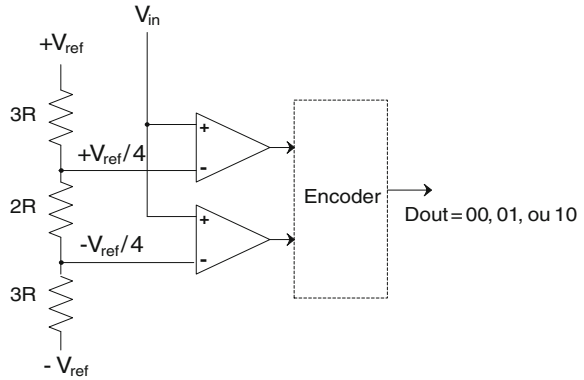 V_in
+V_ref
3R
+
+V_ref/4
-
Encoder
2R
+
Dout=00, 01, ou 10
-V_ref/4
-
3R
- V_ref